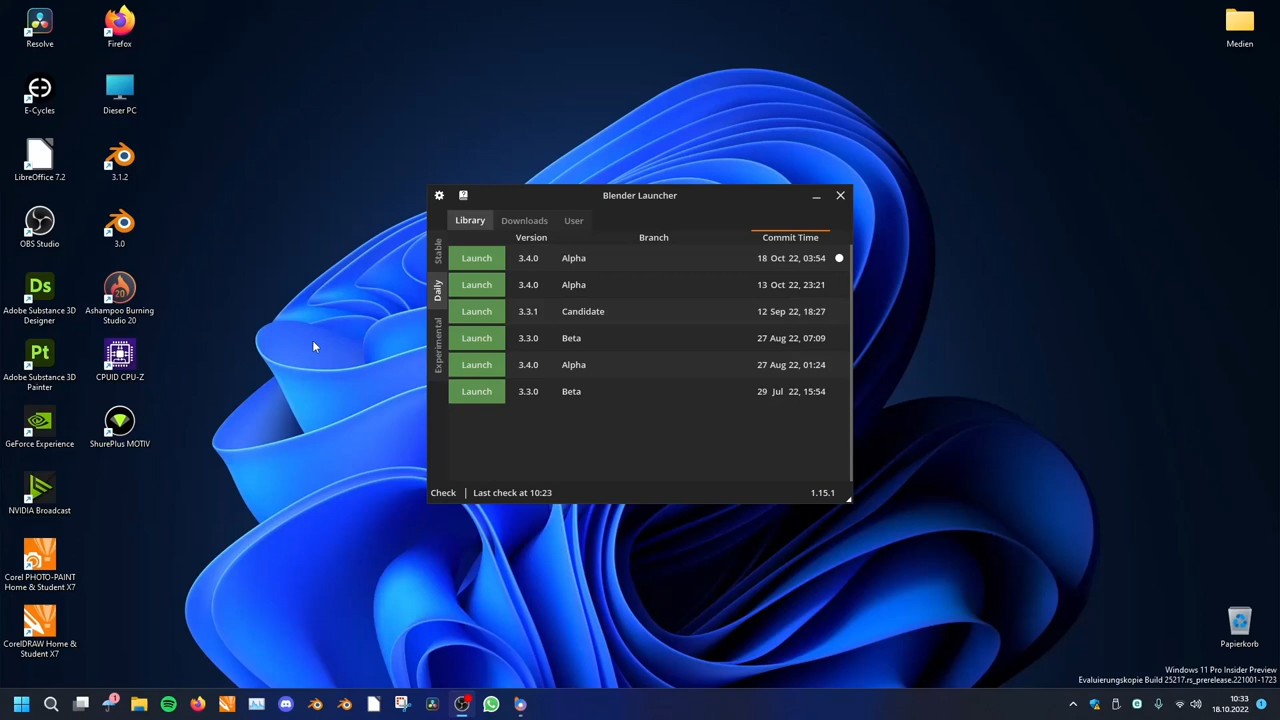 Resolve
Firefox
Medien
E-Cycles
Dieser PC
LibreOffice 7.2
3.1.2
OBS Studio
3.0
Ds
20
Adobe Substance 3D
Designer
Ashampoo Burning
Studio 20
Pt
Adobe Substance 3D
Painter
CPUID CPU-Z
GeForce Experience
ShurePlus MOTIV
NVIDIA Broadcast
Corel PHOTO-PAINT
Home & Student X7
CorelDRAW Home &
Student X7
Blender Launcher
Library Downloads User
Version Branch Commit Time
Stable
Daily
Experimental
Launch 3.4.0 Alpha 18 Oct 22, 03:54
Launch 3.4.0 Alpha 13 Oct 22, 23:21
Launch 3.3.1 Candidate 12 Sep 22, 18:27
Launch 3.3.0 Beta 27 Aug 22, 07:09
Launch 3.4.0 Alpha 27 Aug 22, 01:24
Launch 3.3.0 Beta 29 Jul 22, 15:54
Check Last check at 10:23 1.15.1
Papierkorb
Windows 11 Pro Insider Preview
Evaluierungskopie Build 25217.rs_prerelease.221001-1723
1
10:33
18.10.2022
1